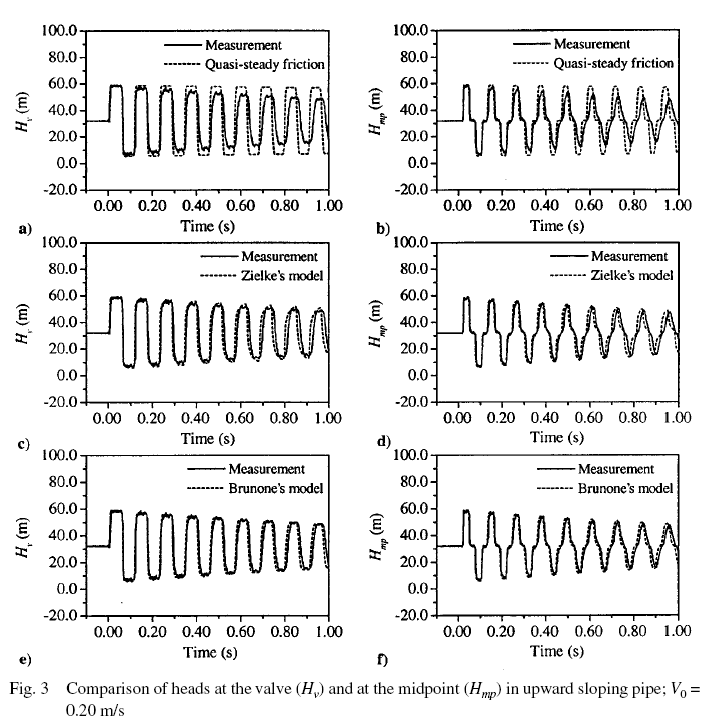 100.0
80.0
60.0
40.0
20.0
0.0
-20.0
Hv (m)
Measurement
Quasi-steady friction
0.00 0.20 0.40 0.60 0.80 1.00
Time (s)
a)
100.0
80.0
60.0
40.0
20.0
0.0
-20.0
Hmp (m)
Measurement
Quasi-steady friction
0.00 0.20 0.40 0.60 0.80 1.00
Time (s)
b)
100.0
80.0
60.0
40.0
20.0
0.0
-20.0
Hv (m)
Measurement
Zielke's model
0.00 0.20 0.40 0.60 0.80 1.00
Time (s)
c)
100.0
80.0
60.0
40.0
20.0
0.0
-20.0
Hmp (m)
Measurement
Zielke's model
0.00 0.20 0.40 0.60 0.80 1.00
Time (s)
d)
100.0
80.0
60.0
40.0
20.0
0.0
-20.0
Hv (m)
Measurement
Brunone's model
0.00 0.20 0.40 0.60 0.80 1.00
Time (s)
e)
100.0
80.0
60.0
40.0
20.0
0.0
-20.0
Hmp (m)
Measurement
Brunone's model
0.00 0.20 0.40 0.60 0.80 1.00
Time (s)
f)
Fig. 3 Comparison of heads at the valve (Hv) and at the midpoint (Hmp) in upward sloping pipe; V0 =
0.20 m/s